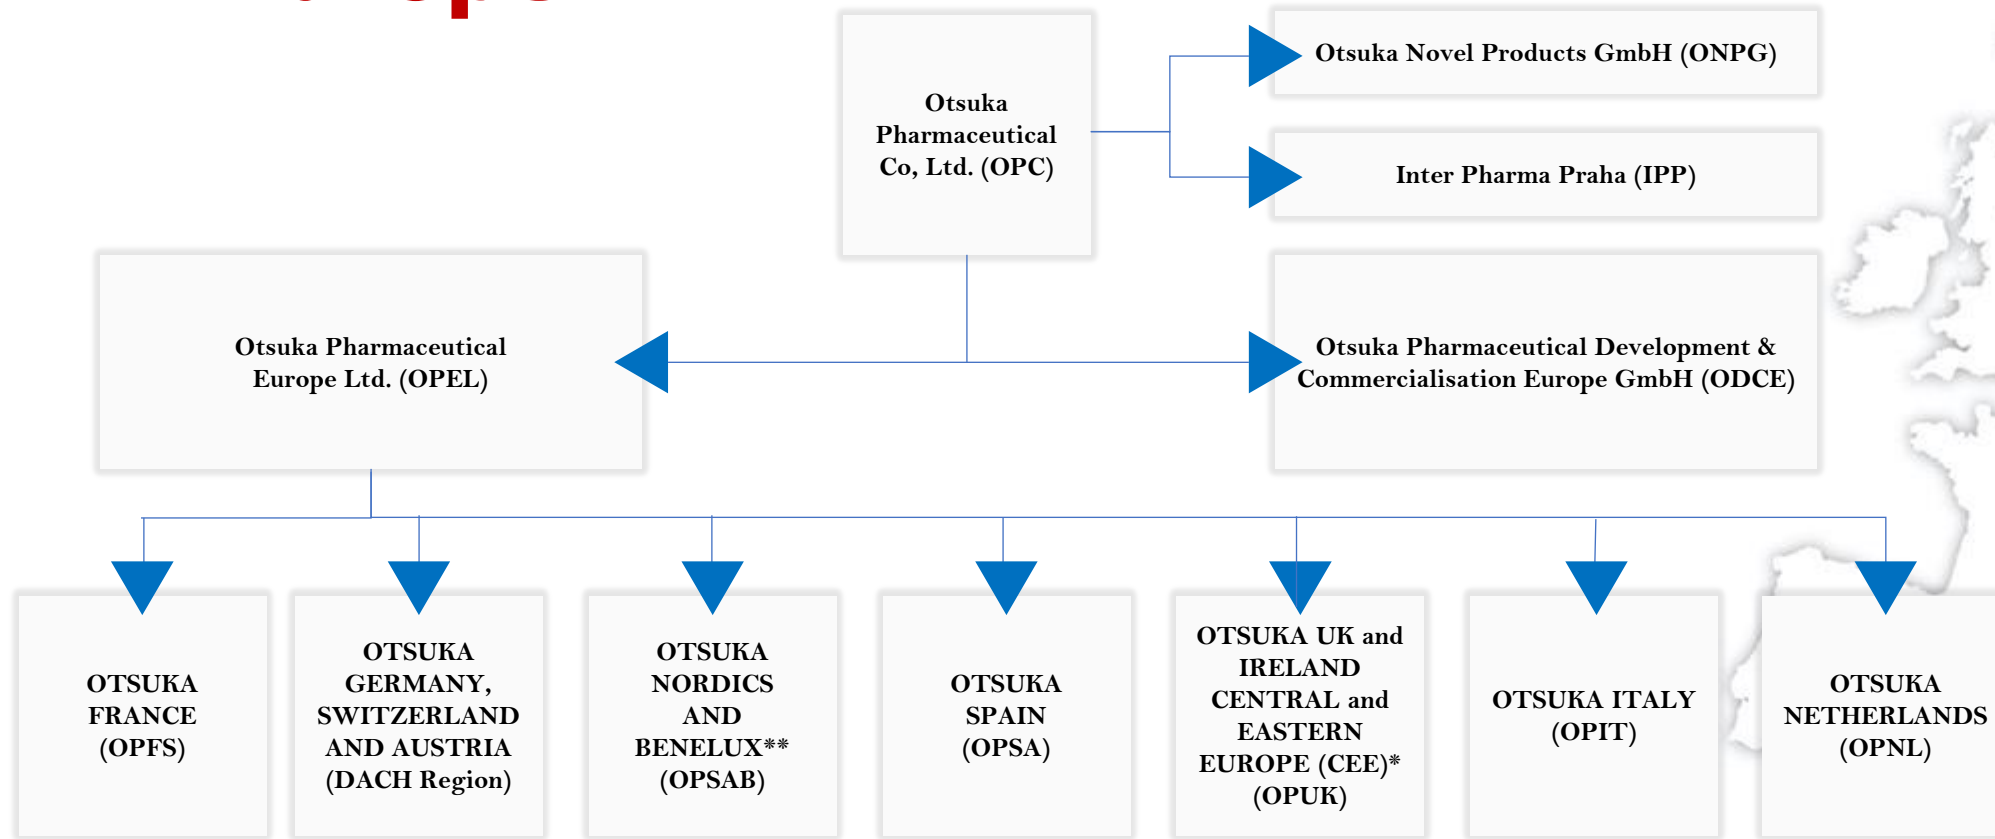 Otsuka
Pharmaceutical
Co, Ltd. (OPC)
Otsuka Novel Products GmbH (ONPG)
Inter Pharma Praha (IPP)
Otsuka Pharmaceutical
Europe Ltd. (OPEL)
Otsuka Pharmaceutical Development &
Commercialisation Europe GmbH (ODCE)
OTSUKA
FRANCE
(OPFS)
OTSUKA
GERMANY,
SWITZERLAND
AND AUSTRIA
(DACH Region)
OTSUKA
NORDICS
AND
BENELUX**
(OPSAB)
OTSUKA
SPAIN
(OPSA)
OTSUKA UK and
IRELAND
CENTRAL and
EASTERN
EUROPE (CEE)*
(OPUK)
OTSUKA ITALY
(OPIT)
OTSUKA
NETHERLANDS
(OPNL)